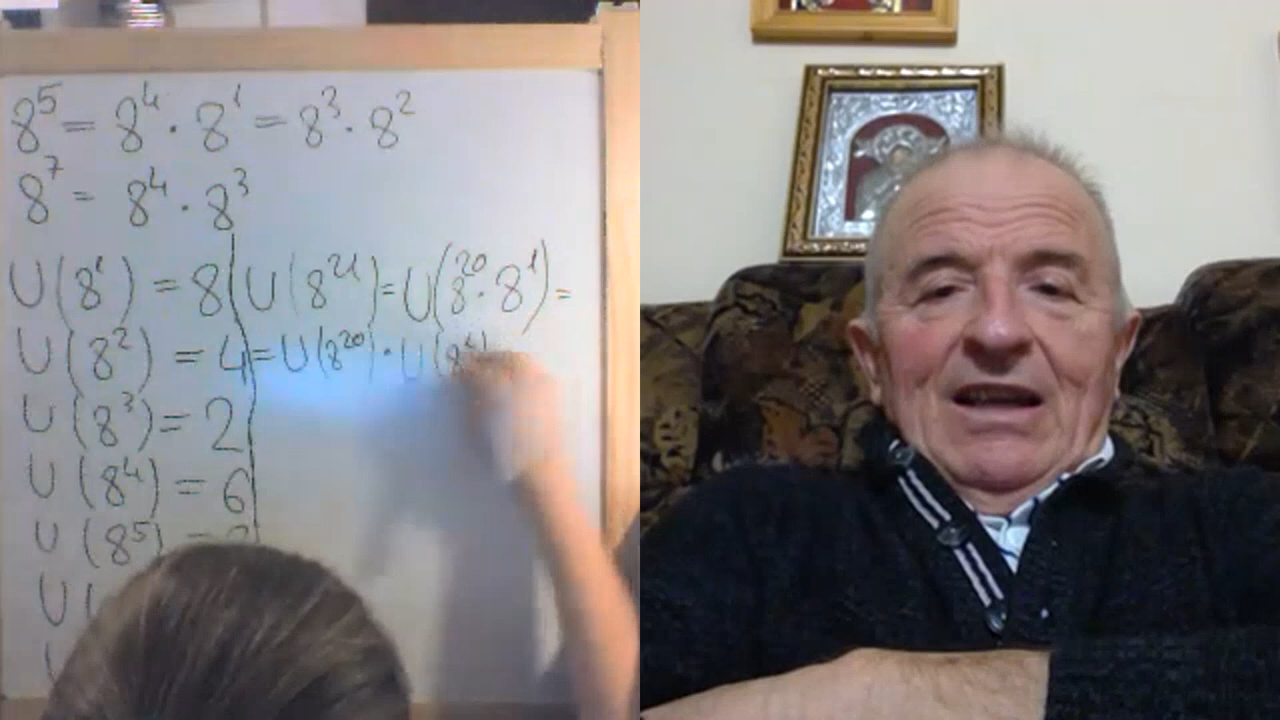 8⁵ = 8⁴ · 8¹ = 8³ · 8²
8⁷ = 8⁴ · 8³
U(8¹) = 8
U(8²) = 4
U(8³) = 2
U(8⁴) = 6
U(8⁵) =
U(
U(8²¹) = U(8²⁰ · 8¹) =
= U(8²⁰) · U(8